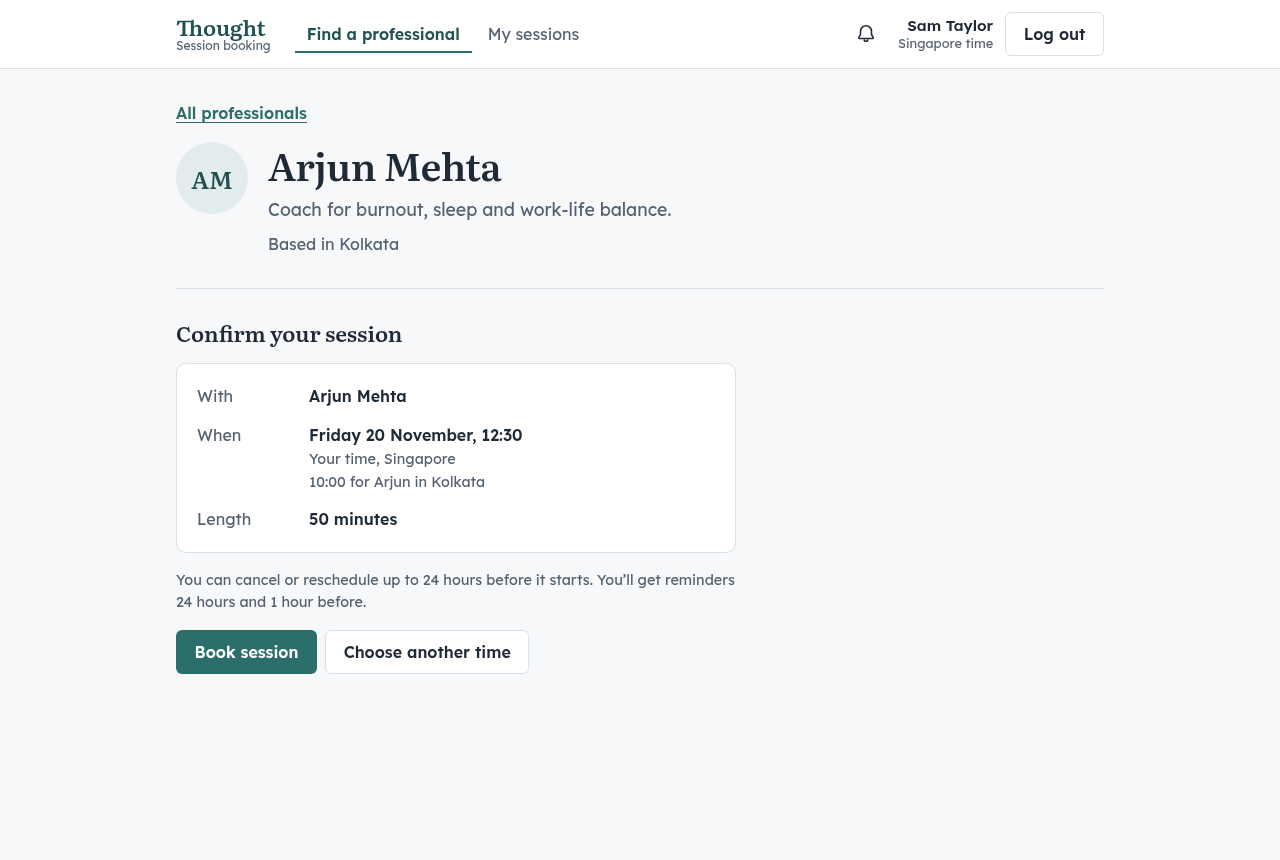 Thought
Session booking
Find a professional
My sessions
Sam Taylor
Singapore time
Log out
All professionals
AM
Arjun Mehta
Coach for burnout, sleep and work-life balance.
Based in Kolkata
Confirm your session
With
Arjun Mehta
When
Friday 20 November, 12:30
Your time, Singapore
10:00 for Arjun in Kolkata
Length
50 minutes
You can cancel or reschedule up to 24 hours before it starts. You’ll get reminders
24 hours and 1 hour before.
Book session
Choose another time